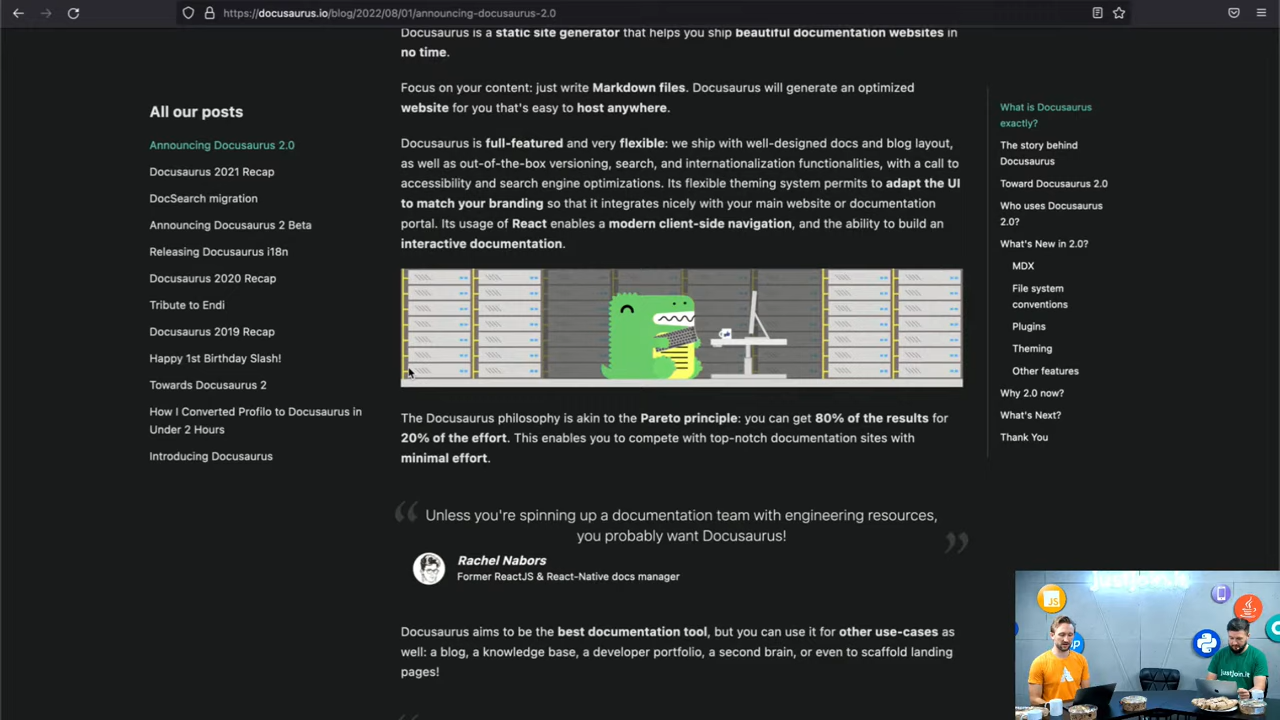 https://docusaurus.io/blog/2022/08/01/announcing-docusaurus-2.0
All our posts
Announcing Docusaurus 2.0
Docusaurus 2021 Recap
DocSearch migration
Announcing Docusaurus 2 Beta
Releasing Docusaurus i18n
Docusaurus 2020 Recap
Tribute to Endi
Docusaurus 2019 Recap
Happy 1st Birthday Slash!
Towards Docusaurus 2
How I Converted Profilo to Docusaurus in
Under 2 Hours
Introducing Docusaurus
Docusaurus is a static site generator that helps you ship beautiful documentation websites in
no time.
Focus on your content: just write Markdown files. Docusaurus will generate an optimized
website for you that's easy to host anywhere.
Docusaurus is full-featured and very flexible: we ship with well-designed docs and blog layout,
as well as out-of-the-box versioning, search, and internationalization functionalities, with a call to
accessibility and search engine optimizations. Its flexible theming system permits to adapt the UI
to match your branding so that it integrates nicely with your main website or documentation
portal. Its usage of React enables a modern client-side navigation, and the ability to build an
interactive documentation.
The Docusaurus philosophy is akin to the Pareto principle: you can get 80% of the results for
20% of the effort. This enables you to compete with top-notch documentation sites with
minimal effort.
“ Unless you're spinning up a documentation team with engineering resources,
you probably want Docusaurus! ”
Rachel Nabors
Former ReactJS & React-Native docs manager
Docusaurus aims to be the best documentation tool, but you can use it for other use-cases as
well: a blog, a knowledge base, a developer portfolio, a second brain, or even to scaffold landing
pages!
What is Docusaurus
exactly?
The story behind
Docusaurus
Toward Docusaurus 2.0
Who uses Docusaurus
2.0?
What's New in 2.0?
MDX
File system
conventions
Plugins
Theming
Other features
Why 2.0 now?
What's Next?
Thank You
JS
justjoin.it